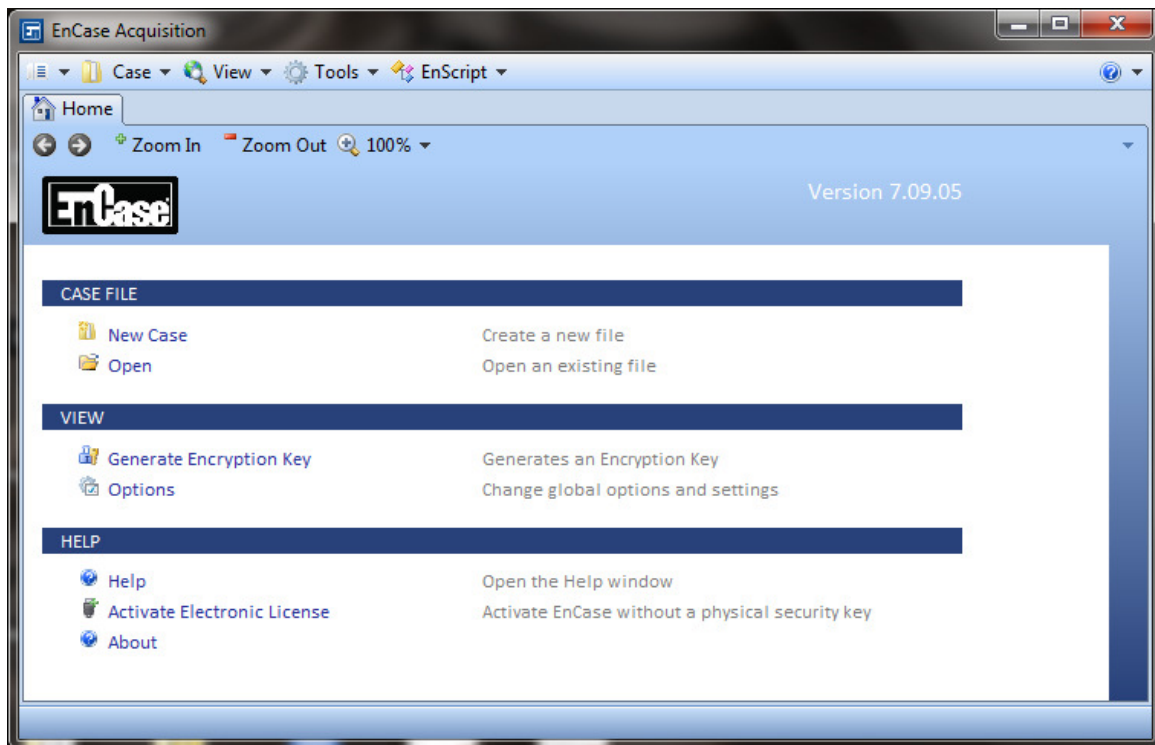 EnCase Acquisition
Case View Tools EnScript
Home
Zoom In Zoom Out 100%
EnCase
Version 7.09.05
CASE FILE
New Case Create a new file
Open Open an existing file
VIEW
Generate Encryption Key Generates an Encryption Key
Options Change global options and settings
HELP
Help Open the Help window
Activate Electronic License Activate EnCase without a physical security key
About